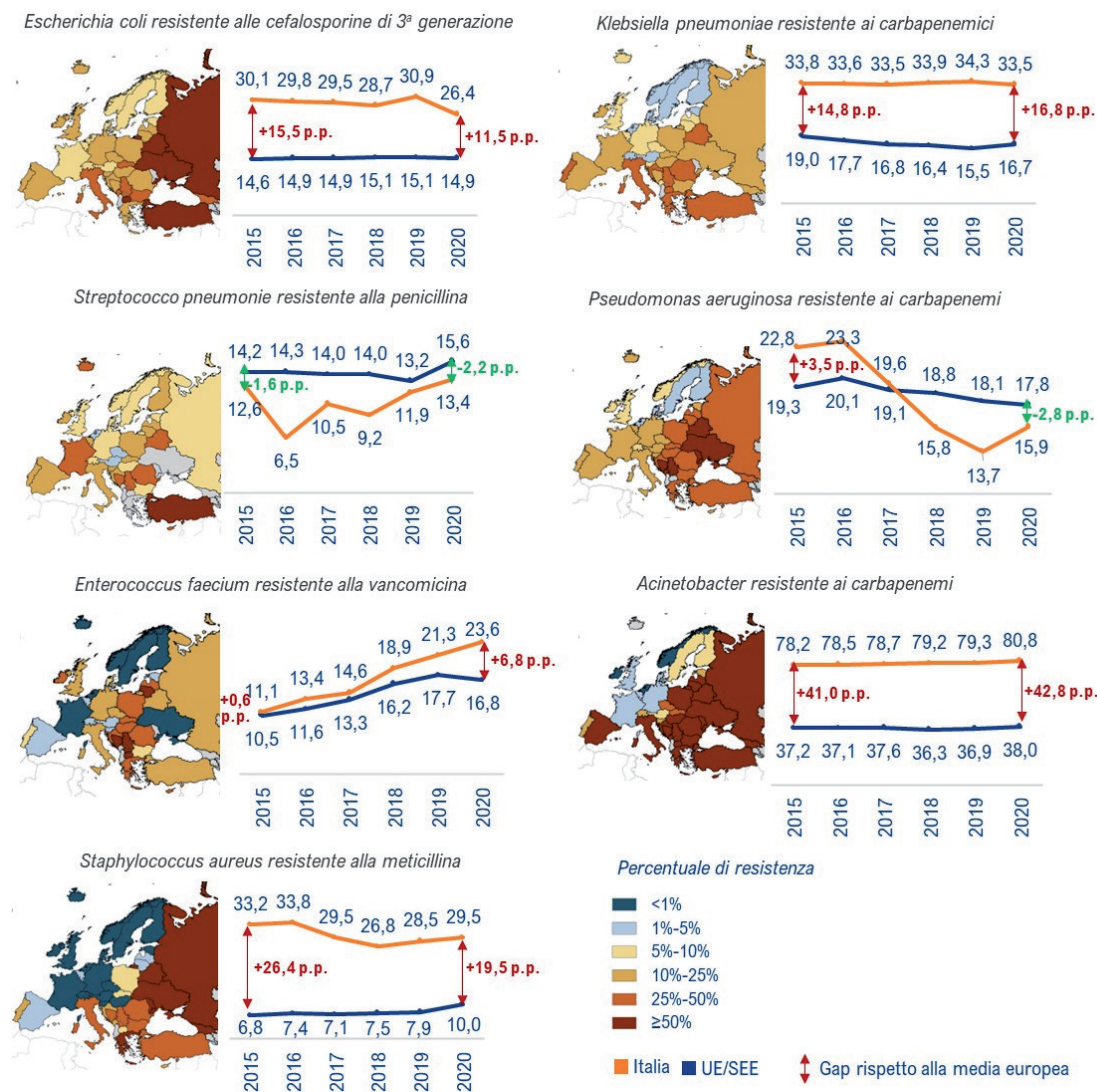 Escherichia coli resistente alle cefalosporine di 3ª generazione
30,1 29,8 29,5 28,7 30,9 26,4
+15,5 p.p. +11,5 p.p.
14,6 14,9 14,9 15,1 15,1 14,9
2015 2016 2017 2018 2019 2020
Klebsiella pneumoniae resistente ai carbapenemici
33,8 33,6 33,5 33,9 34,3 33,5
+14,8 p.p. +16,8 p.p.
19,0 17,7 16,8 16,4 15,5 16,7
2015 2016 2017 2018 2019 2020
Streptococco pneumonie resistente alla penicillina
14,2 14,3 14,0 14,0 13,2 15,6
-1,6 p.p. -2,2 p.p.
12,6 6,5 10,5 9,2 11,9 13,4
2015 2016 2017 2018 2019 2020
Pseudomonas aeruginosa resistente ai carbapenemi
22,8 23,3 19,6 18,8 18,1 17,8
+3,5 p.p. -2,8 p.p.
19,3 20,1 19,1 15,8 13,7 15,9
2015 2016 2017 2018 2019 2020
Enterococcus faecium resistente alla vancomicina
11,1 13,4 14,6 18,9 21,3 23,6
+0,6 p.p. +6,8 p.p.
10,5 11,6 13,3 16,2 17,7 16,8
2015 2016 2017 2018 2019 2020
Acinetobacter resistente ai carbapenemi
78,2 78,5 78,7 79,2 79,3 80,8
+41,0 p.p. +42,8 p.p.
37,2 37,1 37,6 36,3 36,9 38,0
2015 2016 2017 2018 2019 2020
Staphylococcus aureus resistente alla meticillina
33,2 33,8 29,5 26,8 28,5 29,5
+26,4 p.p. +19,5 p.p.
6,8 7,4 7,1 7,5 7,9 10,0
2015 2016 2017 2018 2019 2020
Percentuale di resistenza
<1%
1%-5%
5%-10%
10%-25%
25%-50%
≥50%
Italia UE/SEE Gap rispetto alla media europea